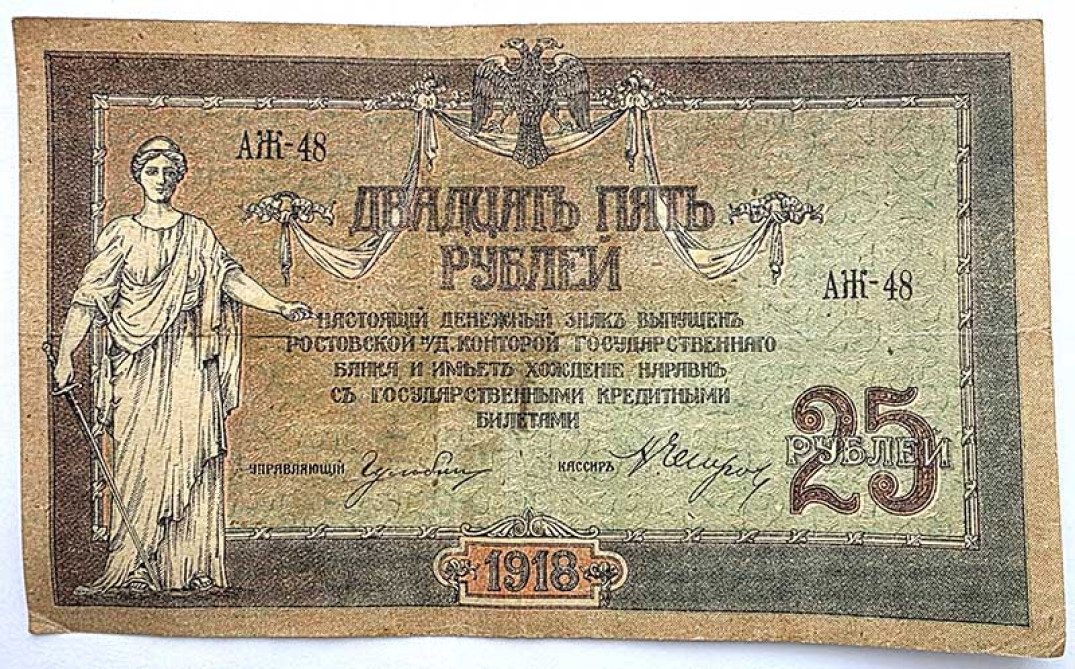 АЖ-48
ДВАДЦАТЬ ПЯТЬ
РУБЛЕЙ
АЖ-48
НАСТОЯЩІЙ ДЕНЕЖНЫЙ ЗНАКЪ ВЫПУЩЕНЪ
РОСТОВСКОЙ Н/Д. КОНТОРОЙ ГОСУДАРСТВЕННАГО
БАНКА И ИМѢЕТЪ ХОЖДЕНІЕ НАРАВНѢ
СЪ ГОСУДАРСТВЕННЫМИ КРЕДИТНЫМИ
БИЛЕТАМИ
25
РУБЛЕЙ
УПРАВЛЯЮЩІЙ
КАССИРЪ
1918